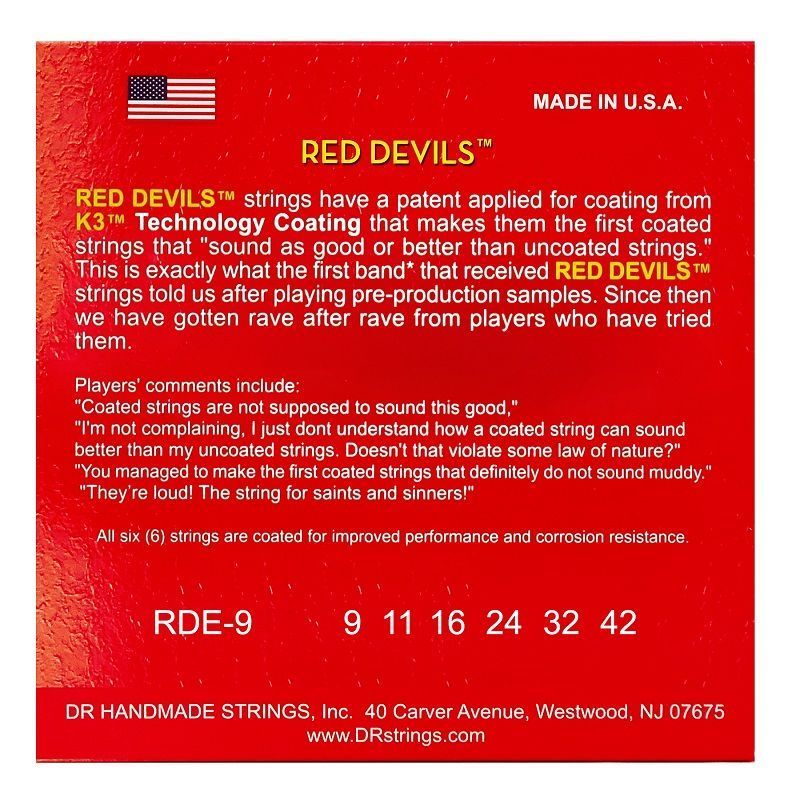 MADE IN U.S.A.
RED DEVILS™
RED DEVILS™ strings have a patent applied for coating from
K3™ Technology Coating that makes them the first coated
strings that "sound as good or better than uncoated strings."
This is exactly what the first band* that received RED DEVILS™
strings told us after playing pre-production samples. Since then
we have gotten rave after rave from players who have tried
them.
Players' comments include:
"Coated strings are not supposed to sound this good,"
"I'm not complaining, I just dont understand how a coated string can sound
better than my uncoated strings. Doesn't that violate some law of nature?"
"You managed to make the first coated strings that definitely do not sound muddy."
"They're loud! The string for saints and sinners!"
All six (6) strings are coated for improved performance and corrosion resistance.
RDE-9 9 11 16 24 32 42
DR HANDMADE STRINGS, Inc. 40 Carver Avenue, Westwood, NJ 07675
www.DRstrings.com